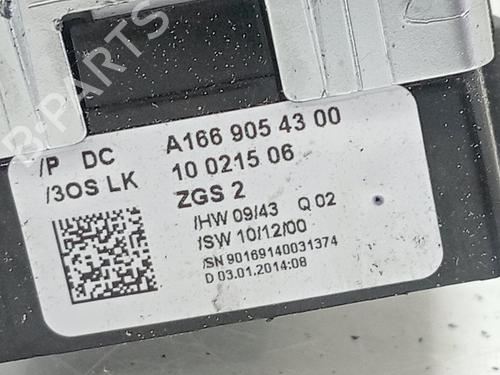 B-PARTS
/P DC A166 905 43 00
/3OS LK 10 0215 06
ZGS 2
/HW 09/43 Q 02
/SW 10/12/00
/SN 90169140031374
D 03.01.2014:08